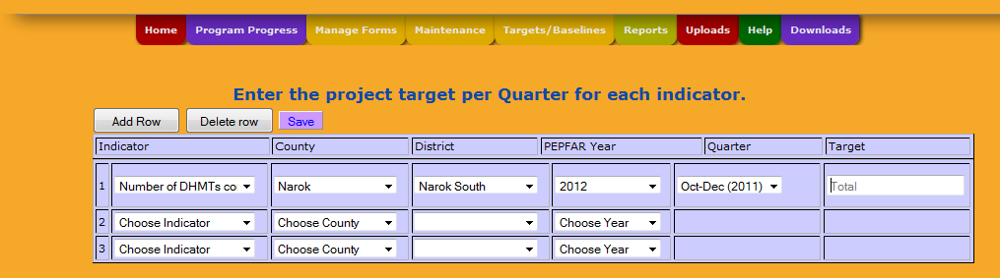 Home Program Progress Manage Forms Maintenance Targets/Baselines Reports Uploads Help Downloads
Enter the project target per Quarter for each indicator.
Add Row Delete row Save
Indicator County District PEPFAR Year Quarter Target
1 Number of DHMTs co Narok Narok South 2012 Oct-Dec (2011) Total
2 Choose Indicator Choose County Choose Year
3 Choose Indicator Choose County Choose Year